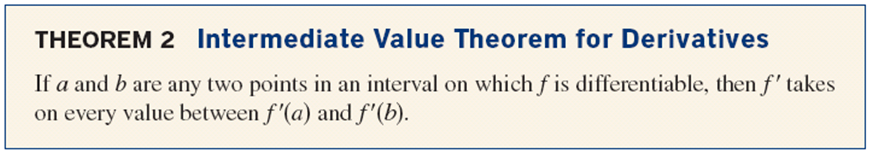 THEOREM 2 Intermediate Value Theorem for Derivatives
If a and b are any two points in an interval on which f is differentiable, then f′ takes
on every value between f′(a) and f′(b).